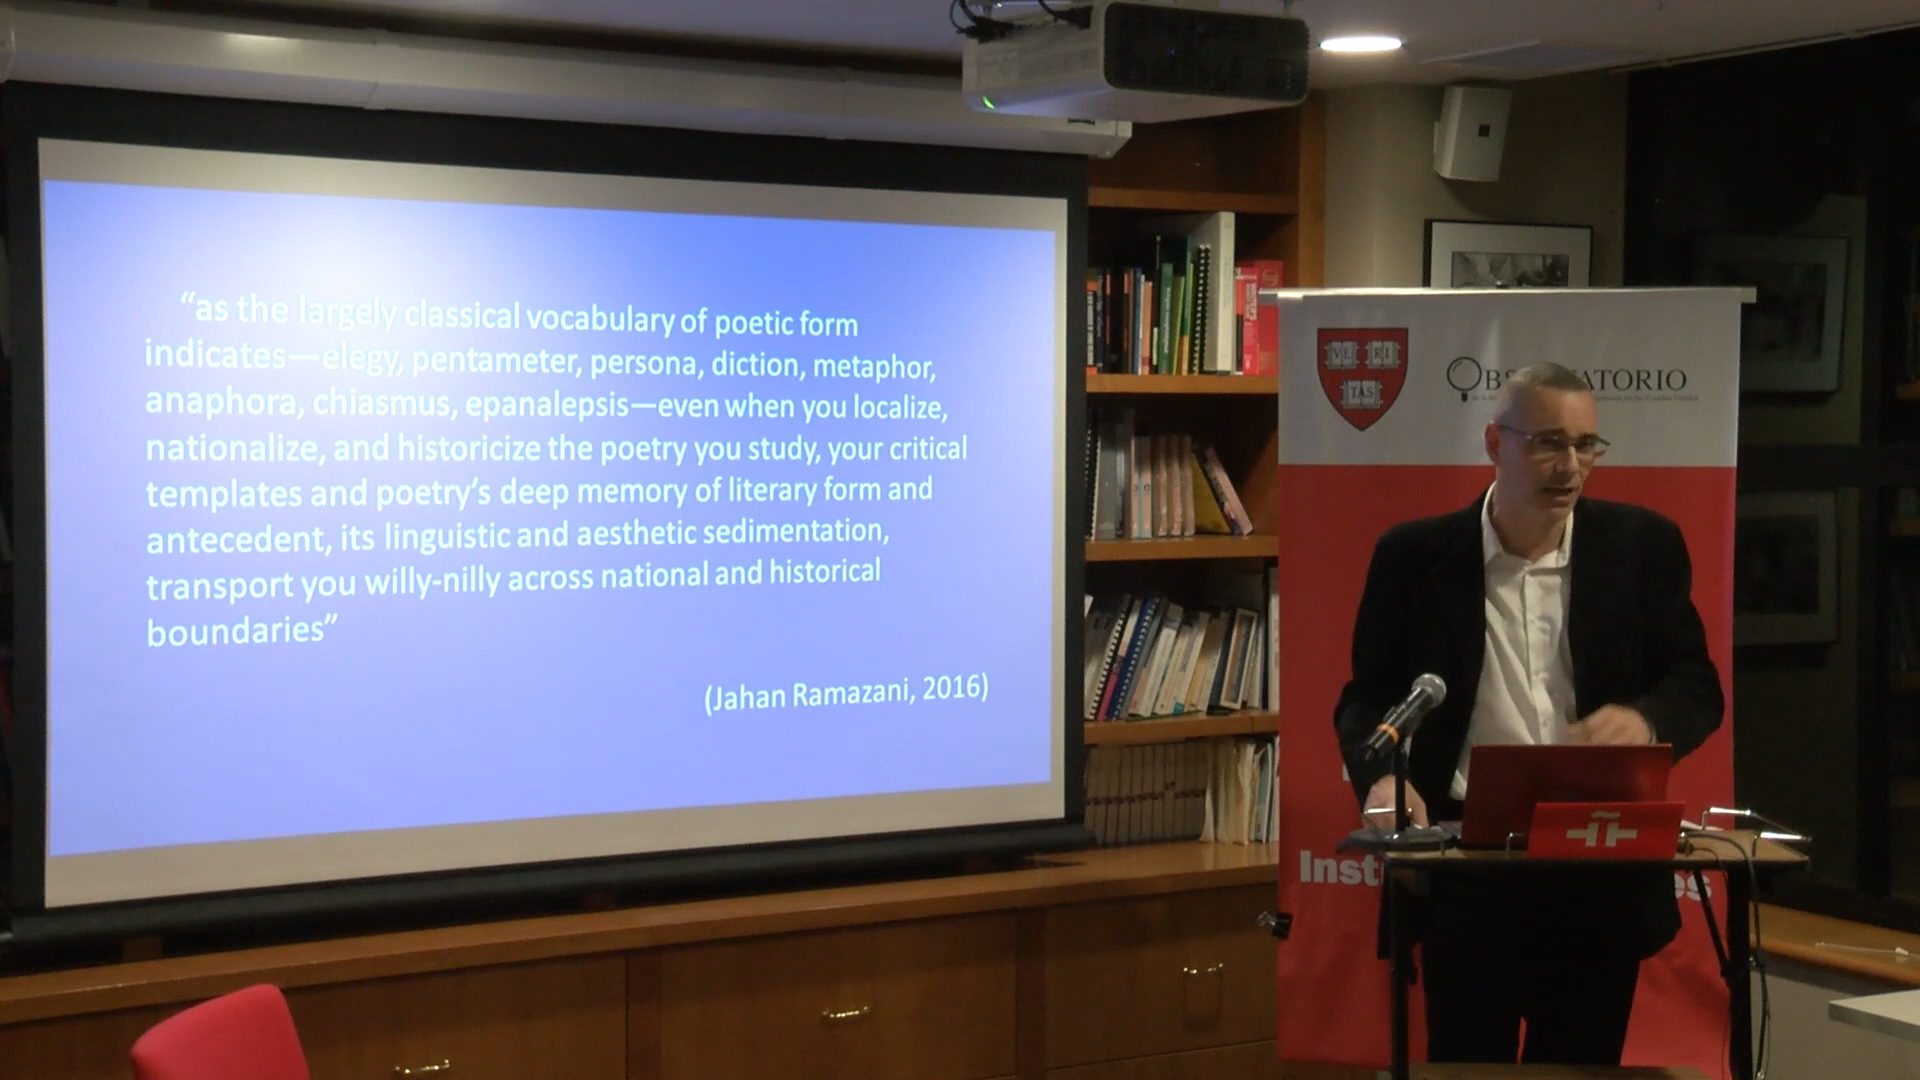 “as the largely classical vocabulary of poetic form
indicates—elegy, pentameter, persona, diction, metaphor,
anaphora, chiasmus, epanalepsis—even when you localize,
nationalize, and historicize the poetry you study, your critical
templates and poetry’s deep memory of literary form and
antecedent, its linguistic and aesthetic sedimentation,
transport you willy-nilly across national and historical
boundaries”
(Jahan Ramazani, 2016)
VE RI
TAS